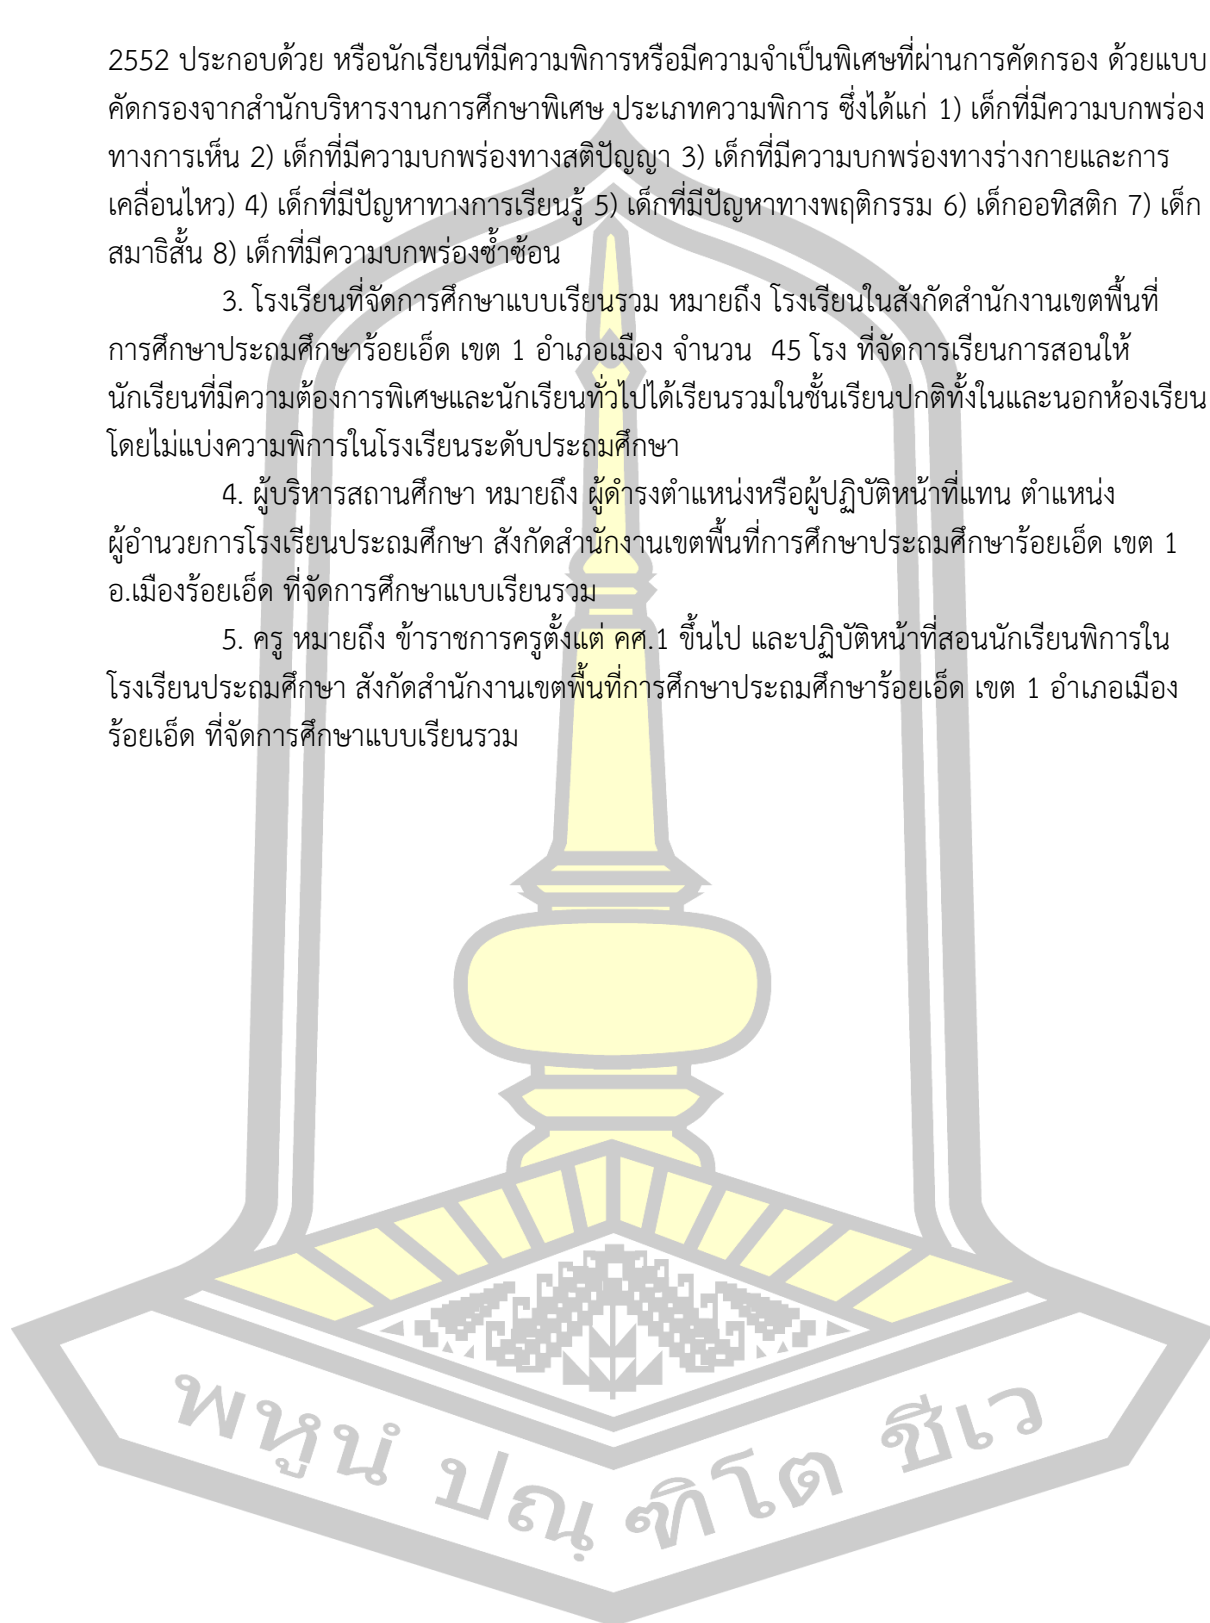 2552 ประกอบด้วย หรือนักเรียนที่มีความพิการหรือมีความจำเป็นพิเศษที่ผ่านการคัดกรอง ด้วยแบบ
คัดกรองจากสำนักบริหารงานการศึกษาพิเศษ ประเภทความพิการ ซึ่งได้แก่ 1) เด็กที่มีความบกพร่อง
ทางการเห็น 2) เด็กที่มีความบกพร่องทางสติปัญญา 3) เด็กที่มีความบกพร่องทางร่างกายและการ
เคลื่อนไหว) 4) เด็กที่มีปัญหาทางการเรียนรู้ 5) เด็กที่มีปัญหาทางพฤติกรรม 6) เด็กออทิสติก 7) เด็ก
สมาธิสั้น 8) เด็กที่มีความบกพร่องซ้ำซ้อน
3. โรงเรียนที่จัดการศึกษาแบบเรียนรวม หมายถึง โรงเรียนในสังกัดสำนักงานเขตพื้นที่
การศึกษาประถมศึกษาร้อยเอ็ด เขต 1 อำเภอเมือง จำนวน  45 โรง ที่จัดการเรียนการสอนให้
นักเรียนที่มีความต้องการพิเศษและนักเรียนทั่วไปได้เรียนรวมในชั้นเรียนปกติทั้งในและนอกห้องเรียน
โดยไม่แบ่งความพิการในโรงเรียนระดับประถมศึกษา
4. ผู้บริหารสถานศึกษา หมายถึง ผู้ดำรงตำแหน่งหรือผู้ปฏิบัติหน้าที่แทน ตำแหน่ง
ผู้อำนวยการโรงเรียนประถมศึกษา สังกัดสำนักงานเขตพื้นที่การศึกษาประถมศึกษาร้อยเอ็ด เขต 1
อ.เมืองร้อยเอ็ด ที่จัดการศึกษาแบบเรียนรวม
5. ครู หมายถึง ข้าราชการครูตั้งแต่ คศ.1 ขึ้นไป และปฏิบัติหน้าที่สอนนักเรียนพิการใน
โรงเรียนประถมศึกษา สังกัดสำนักงานเขตพื้นที่การศึกษาประถมศึกษาร้อยเอ็ด เขต 1 อำเภอเมือง
ร้อยเอ็ด ที่จัดการศึกษาแบบเรียนรวม
พหูนํ ปณฺฑิโต ชีเว